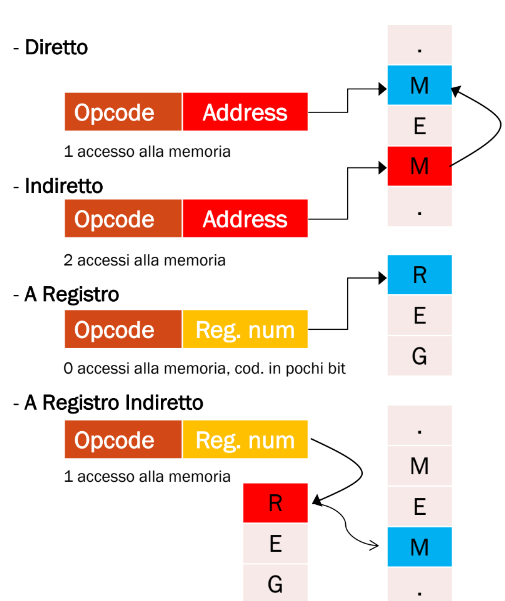 - Diretto
Opcode Address
1 accesso alla memoria
.
M
E
M
.
- Indiretto
Opcode Address
2 accessi alla memoria
- A Registro
Opcode Reg. num
0 accessi alla memoria, cod. in pochi bit
R
E
G
- A Registro Indiretto
Opcode Reg. num
1 accesso alla memoria
R
E
G
.
M
E
M
.